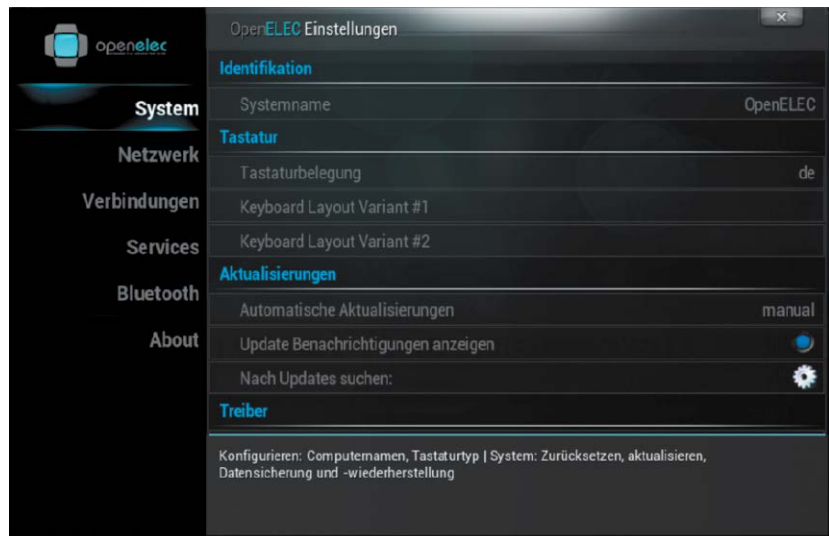 openelec
OpenELEC Einstellungen
System
Netzwerk
Verbindungen
Services
Bluetooth
About
Identifikation
Systemname OpenELEC
Tastatur
Tastaturbelegung de
Keyboard Layout Variant #1
Keyboard Layout Variant #2
Aktualisierungen
Automatische Aktualisierungen manual
Update Benachrichtigungen anzeigen
Nach Updates suchen:
Treiber
Konfigurieren: Computernamen, Tastaturtyp | System: Zurücksetzen, aktualisieren,
Datensicherung und -wiederherstellung